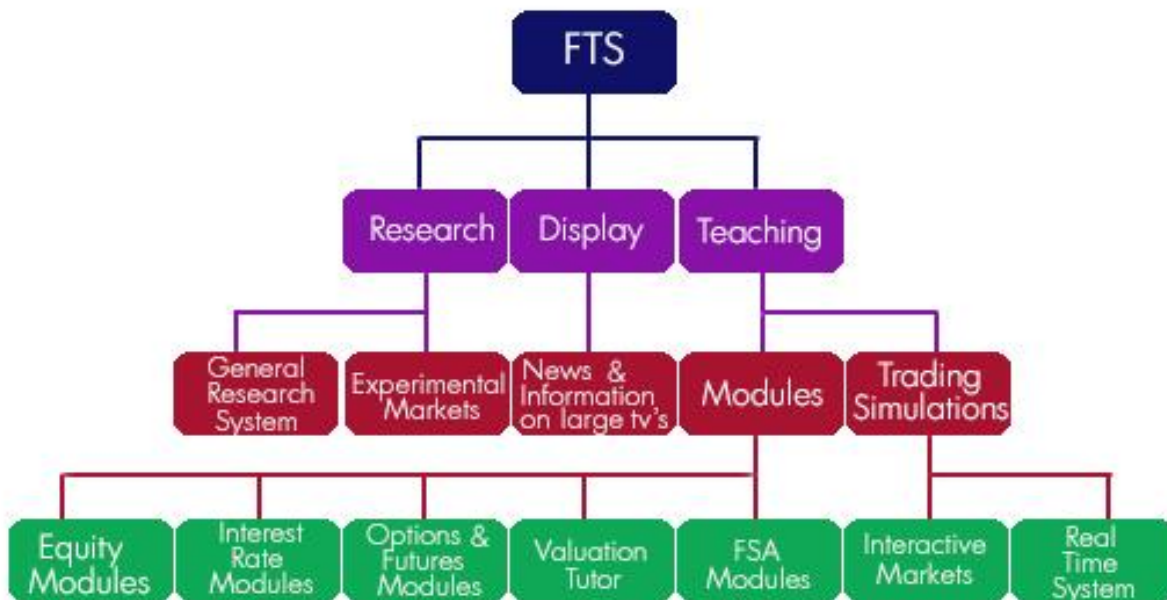 FTS
Research
Display
Teaching
General
Research
System
Experimental
Markets
News &
Information
on large tv's
Modules
Trading
Simulations
Equity
Modules
Interest
Rate
Modules
Options &
Futures
Modules
Valuation
Tutor
FSA
Modules
Interactive
Markets
Real
Time
System